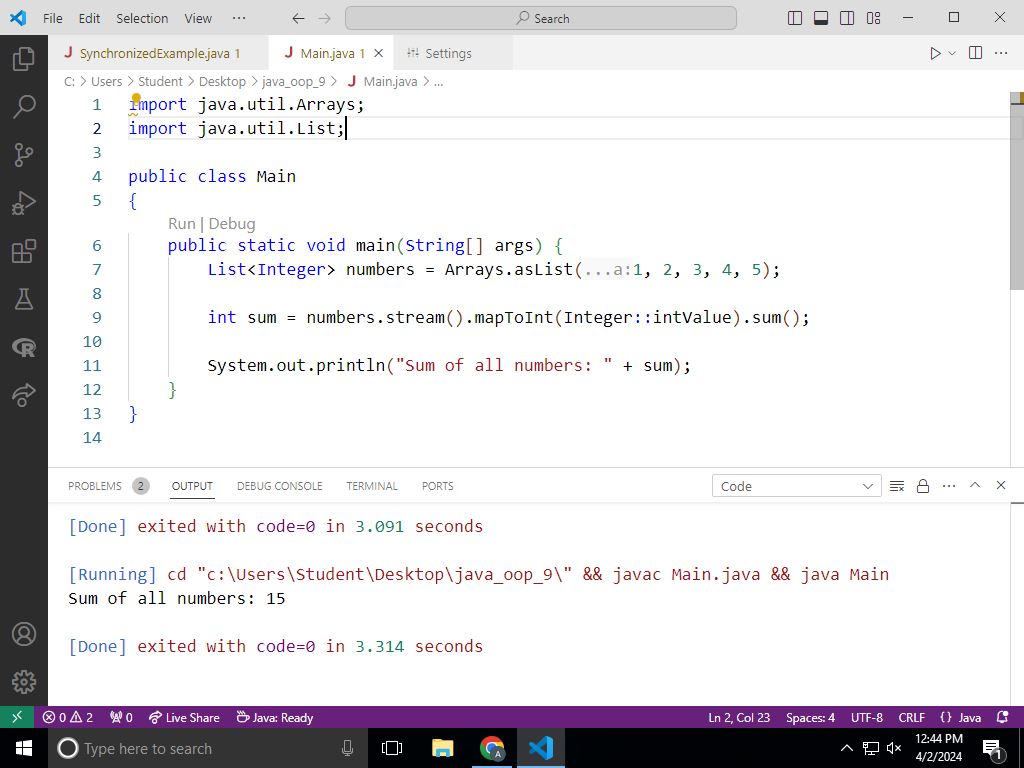 File Edit Selection View ··· Search
SynchronizedExample.java 1 Main.java 1 Settings
C: > Users > Student > Desktop > java_oop_9 > Main.java > ...
1 import java.util.Arrays;
2 import java.util.List;
3
4 public class Main
5 {
Run | Debug
6 public static void main(String[] args) {
7 List<Integer> numbers = Arrays.asList(...a:1, 2, 3, 4, 5);
8
9 int sum = numbers.stream().mapToInt(Integer::intValue).sum();
10
11 System.out.println("Sum of all numbers: " + sum);
12 }
13 }
14
PROBLEMS 2 OUTPUT DEBUG CONSOLE TERMINAL PORTS Code
[Done] exited with code=0 in 3.091 seconds
[Running] cd "c:\Users\Student\Desktop\java_oop_9\" && javac Main.java && java Main
Sum of all numbers: 15
[Done] exited with code=0 in 3.314 seconds
0 2 0 Live Share Java: Ready Ln 2, Col 23 Spaces: 4 UTF-8 CRLF {} Java
Type here to search A 12:44 PM
4/2/2024 1